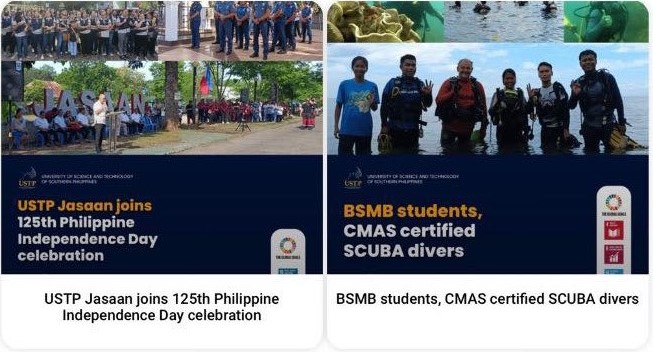 JASAAN
USTP
UNIVERSITY OF SCIENCE AND TECHNOLOGY
OF SOUTHERN PHILIPPINES
USTP Jasaan joins
125th Philippine
Independence Day
celebration
THE GLOBAL GOALS
USTP Jasaan joins 125th Philippine
Independence Day celebration
USTP
UNIVERSITY OF SCIENCE AND TECHNOLOGY
OF SOUTHERN PHILIPPINES
BSMB students,
CMAS certified
SCUBA divers
THE GLOBAL GOALS
BSMB students, CMAS certified SCUBA divers